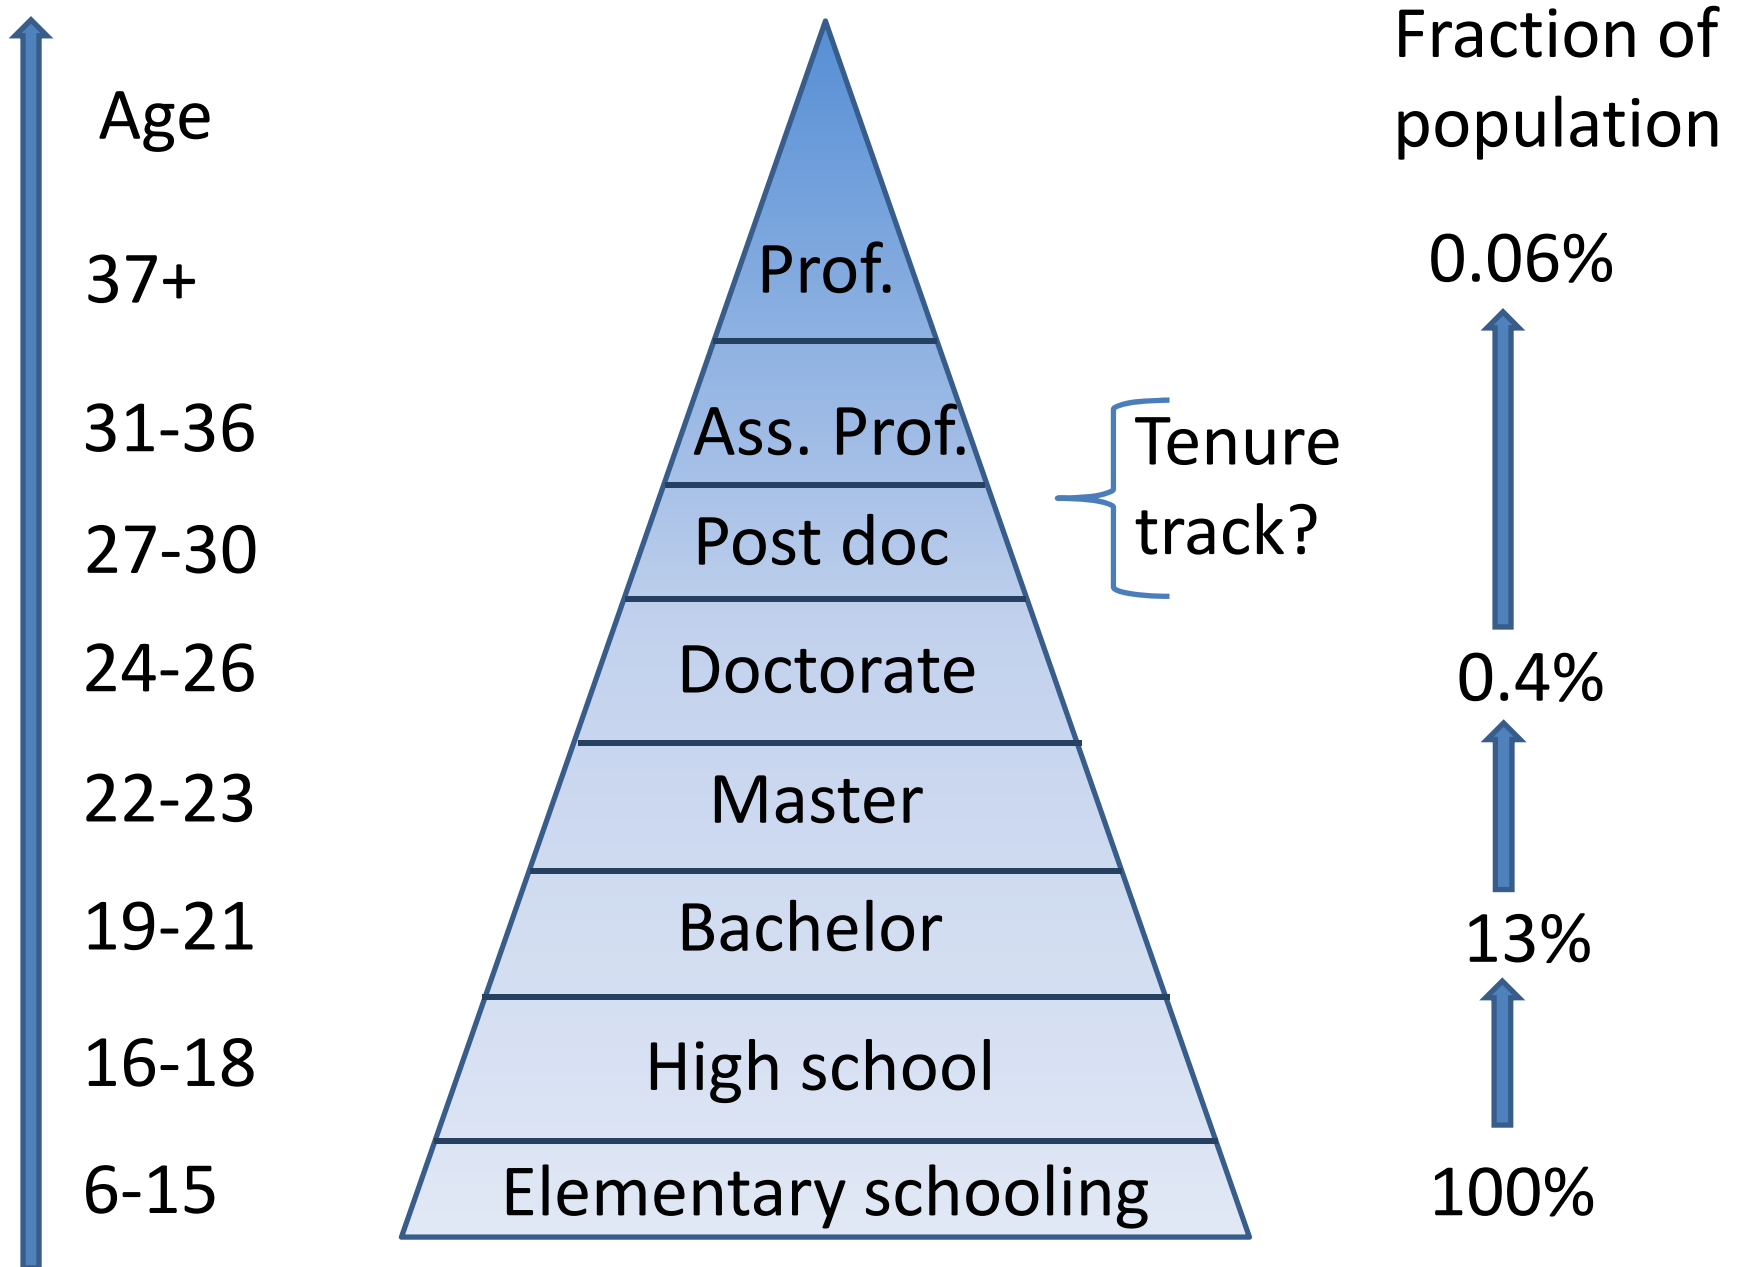 Fraction of
population
Age
37+
Prof.
0.06%
31-36
Ass. Prof.
Tenure
track?
27-30
Post doc
24-26
Doctorate
0.4%
22-23
Master
19-21
Bachelor
13%
16-18
High school
6-15
Elementary schooling
100%